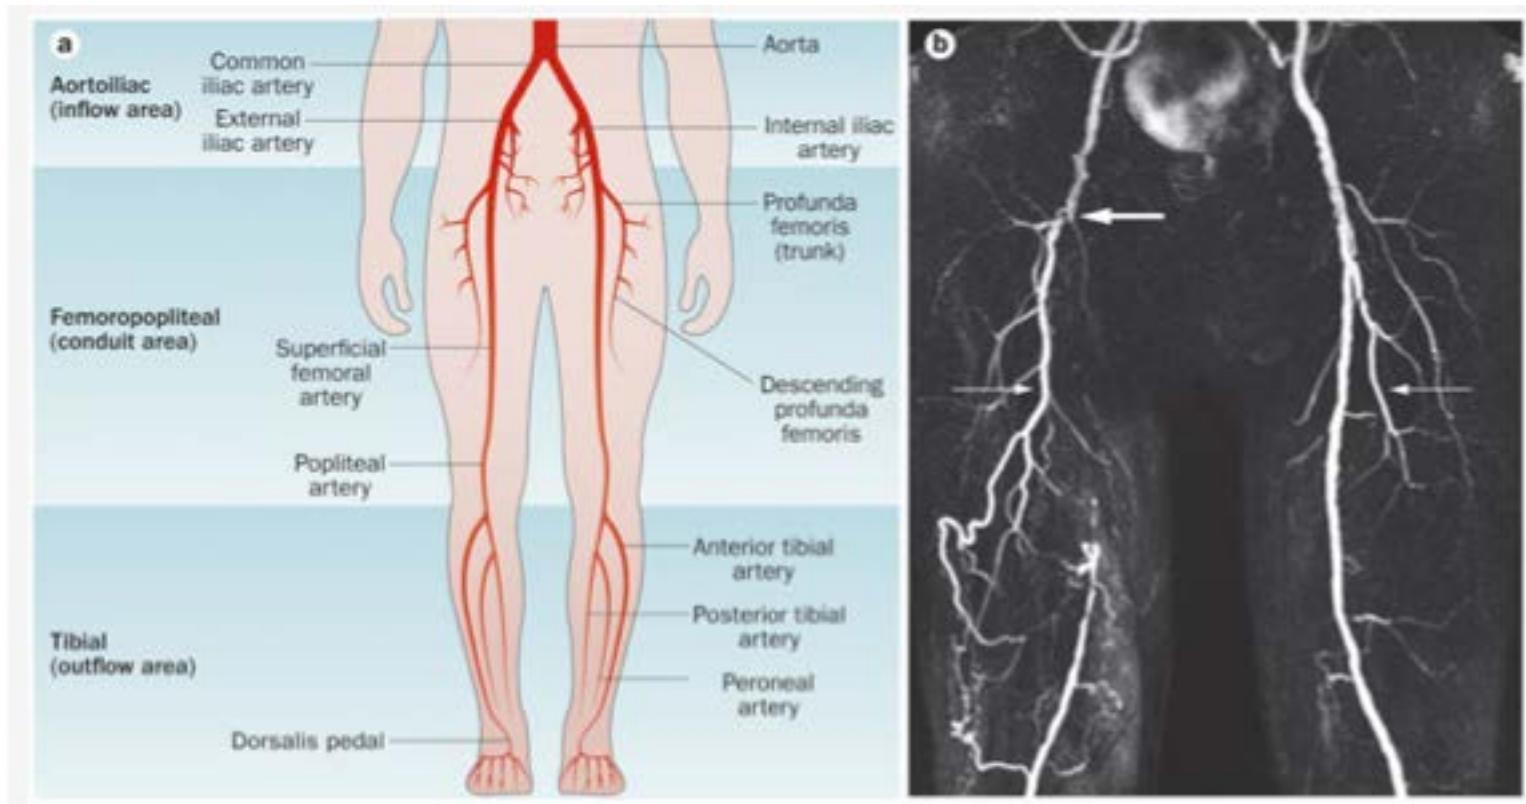 a
Aortoiliac
(inflow area)
Common
iliac artery
External
iliac artery
Aorta
Internal iliac
artery
Femoropopliteal
(conduit area)
Profunda
femoris
(trunk)
Superficial
femoral
artery
Descending
profunda
femoris
Popliteal
artery
Tibial
(outflow area)
Anterior tibial
artery
Posterior tibial
artery
Peroneal
artery
Dorsalis pedal
b